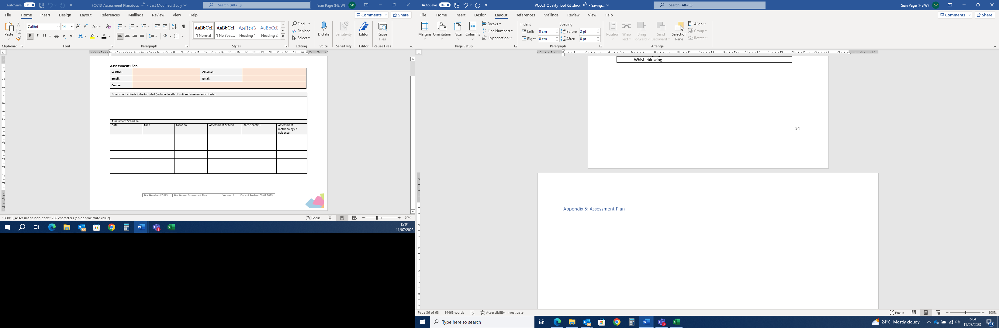 AutoSave On FO013_Assessment Plan.docx • Last Modified: 3 July Search (Alt+Q) Sian Page (HEIW) SP
File Home Insert Design Layout References Mailings Review View Help Comments Share
Paste Calibri 14 A A Aa A
B I U ab x₂ x² A A
AaBbCcI AaBbCcI AaBbCc AaBbCcC
¶ Normal ¶ No Spac... Heading 1 Heading 2
Find
Replace
Select
Dictate Sensitivity Editor Reuse Files
Clipboard Font Paragraph Styles Editing Voice Sensitivity Editor Reuse Files
Assessment Plan
Learner: Assessor:
Email: Email:
Course
Assessment criteria to be included (include details of unit and assessment criteria)
Assessment Schedule:
Date Time Location Assessment Criteria Participant(s) Assessment methodology / evidence
Doc Number: FO013 Doc Name: Assessment Plan Version: 1 Date of Review: 03.07.2025
"FO013_Assessment Plan.docx": 256 characters (an approximate value). Focus 70%
3
15:04
11/07/2023
AutoSave On PO003_Quality Tool Kit .docx • Saving... Search (Alt+Q) Sian Page (HEIW) SP
File Home Insert Design Layout References Mailings Review View Help Comments Share
Margins Orientation Size Columns
Breaks
Line Numbers
Hyphenation
Indent Spacing
Left: 0 cm Before: 2 pt
Right: 0 cm After: 0 pt
Position Wrap Text Bring Forward Send Backward Selection Pane
Align
Group
Rotate
Page Setup Paragraph Arrange
- Whistleblowing
34
Appendix 5: Assessment Plan
Page 36 of 68 14468 words Accessibility: Investigate Focus 100%
Type here to search 3 24°C Mostly cloudy
15:04
11/07/2023
21